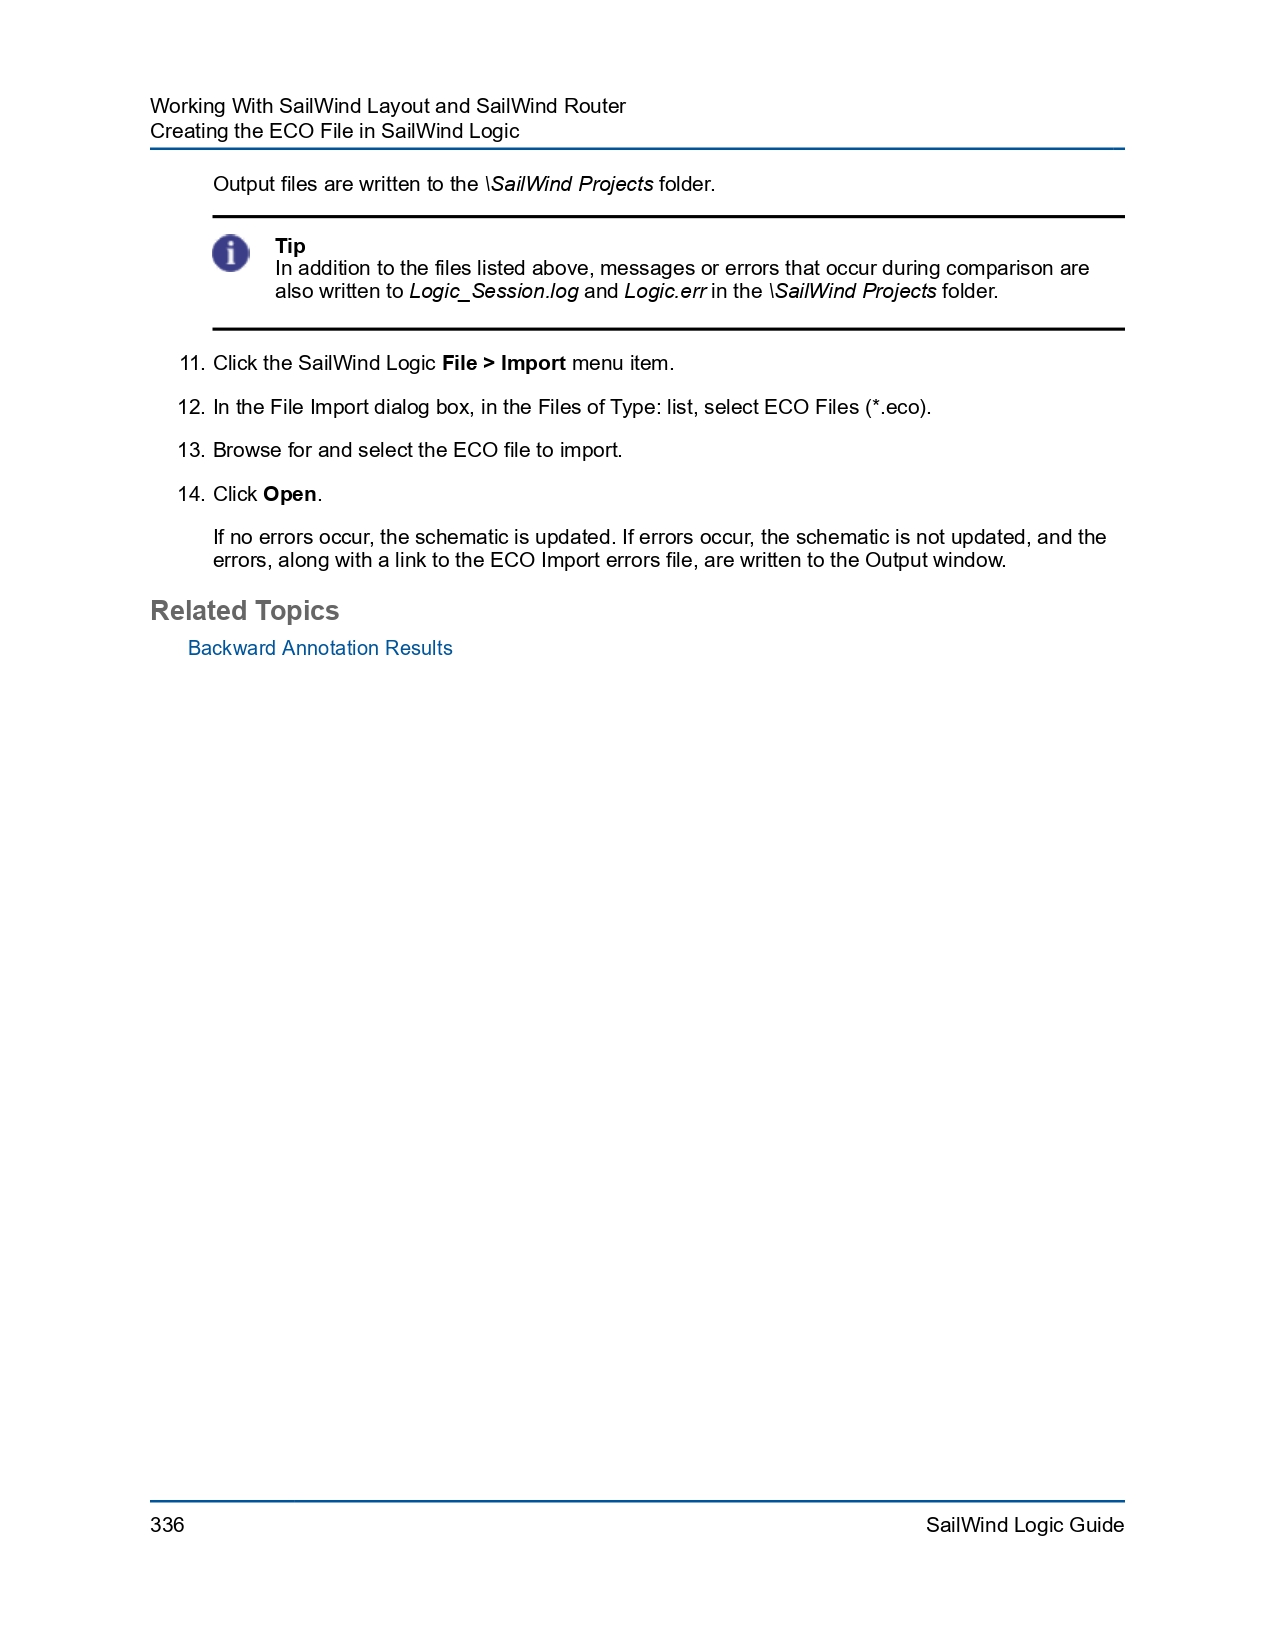 Working With SailWind Layout and SailWind Router
Creating the ECO File in SailWind Logic
Output files are written to the \SailWind Projects folder.
Tip
In addition to the files listed above, messages or errors that occur during comparison are
also written to Logic_Session.log and Logic.err in the \SailWind Projects folder.
11. Click the SailWind Logic File > Import menu item.
12. In the File Import dialog box, in the Files of Type: list, select ECO Files (*.eco).
13. Browse for and select the ECO file to import.
14. Click Open.
If no errors occur, the schematic is updated. If errors occur, the schematic is not updated, and the
errors, along with a link to the ECO Import errors file, are written to the Output window.
Related Topics
Backward Annotation Results
336 SailWind Logic Guide